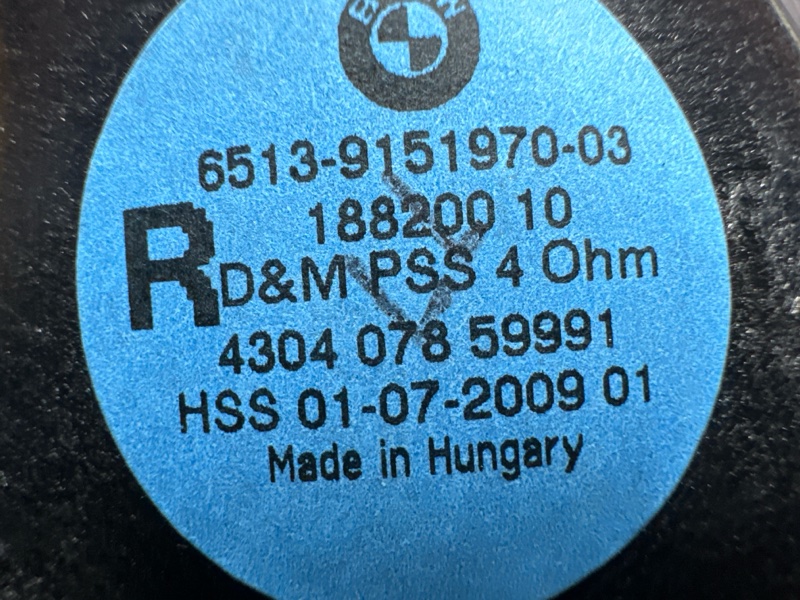 BMW
6513-9151970-03
188200 10
R
D&M PSS 4 Ohm
4304 078 59991
HSS 01-07-2009 01
Made in Hungary